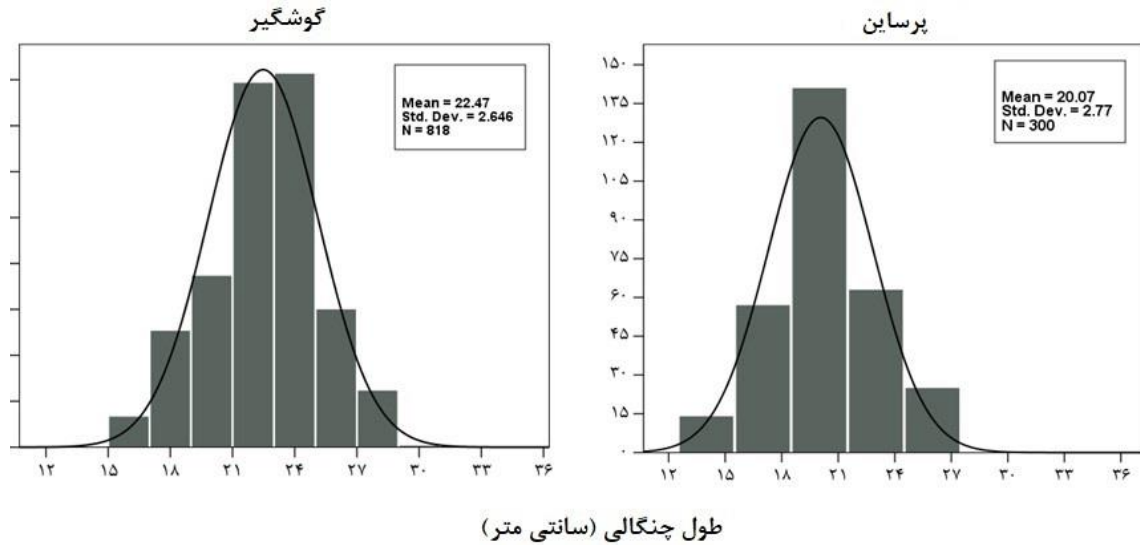 گوشگیر
Mean = 22.47
Std. Dev. = 2.646
N = 818
۱۲ ۱۵ ۱۸ ۲۱ ۲۴ ۲۷ ۳۰ ۳۳ ۳۶
پرساین
Mean = 20.07
Std. Dev. = 2.77
N = 300
۱۵۰
۱۳۵
۱۲۰
۱۰۵
۹۰
۷۵
۶۰
۴۵
۳۰
۱۵
۰
۱۲ ۱۵ ۱۸ ۲۱ ۲۴ ۲۷ ۳۰ ۳۳ ۳۶
طول چنگالی (سانتی متر)